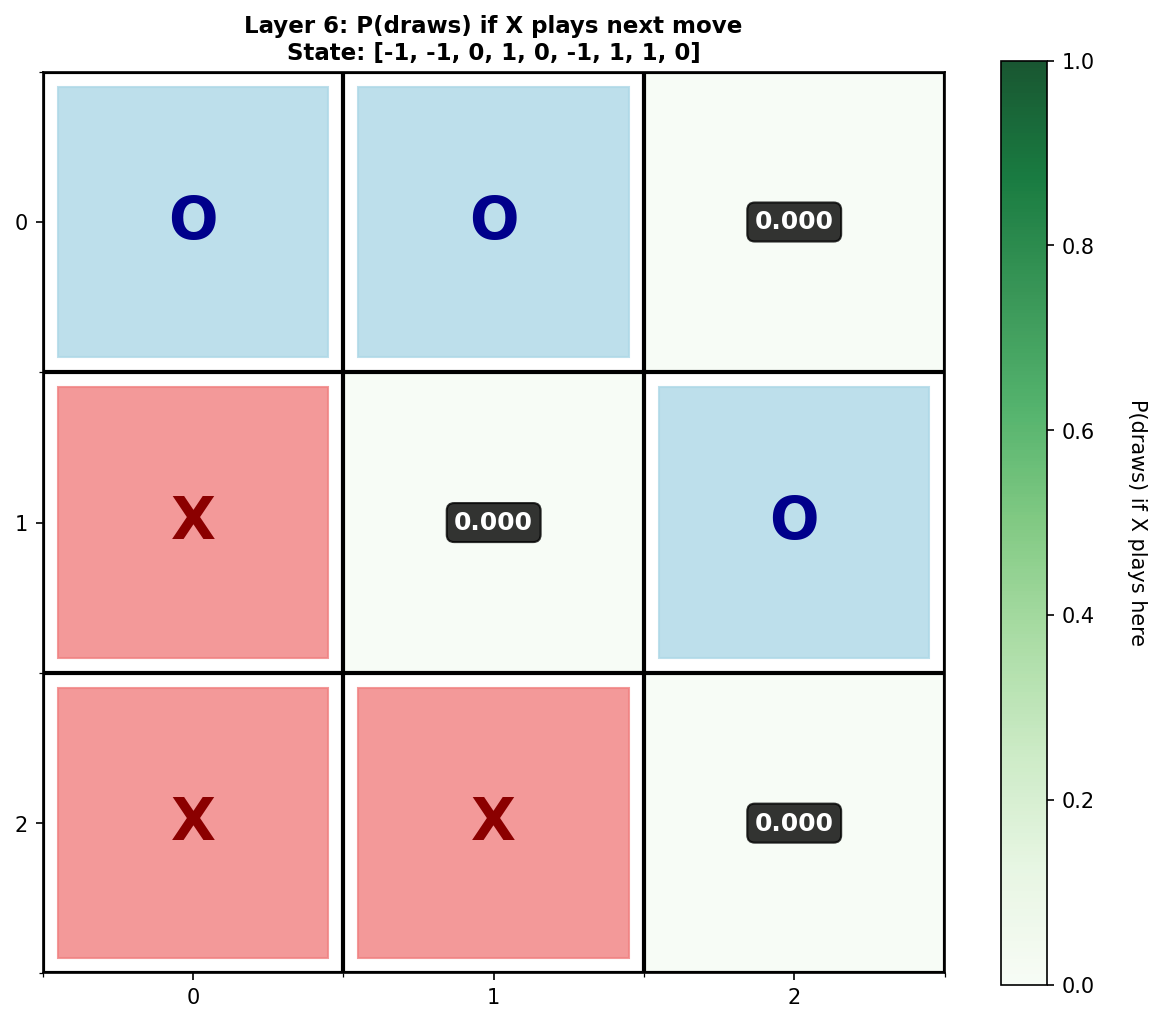 Layer 6: P(draws) if X plays next move
State: [-1, -1, 0, 1, 0, -1, 1, 1, 0]
1.0
0.8
0.6
0.4
0.2
0.0
P(draws) if X plays here
0
O
O
0.000
1
X
0.000
O
2
X
X
0.000
0
1
2